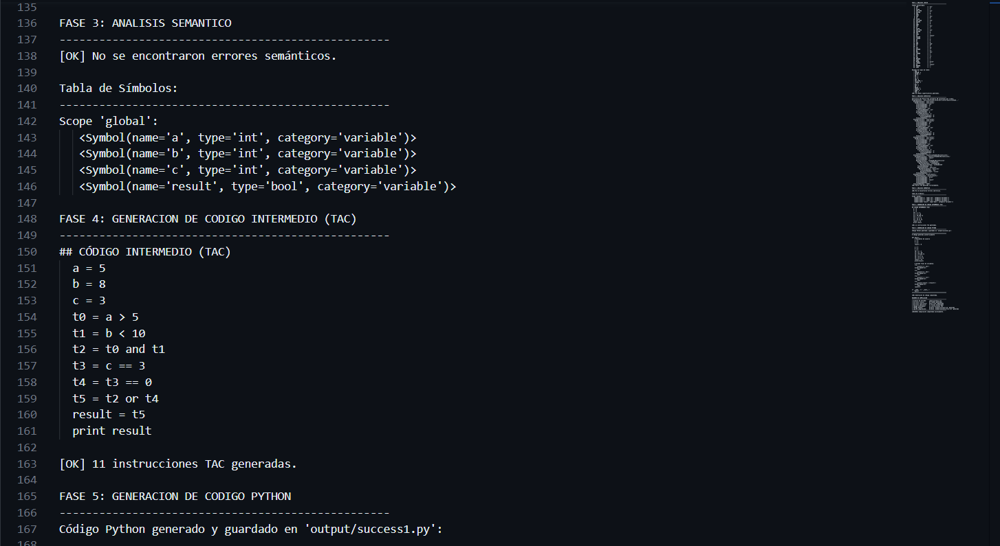 135
136 FASE 3: ANALISIS SEMANTICO
137 --------------------------------------------------
138 [OK] No se encontraron errores semánticos.
139
140 Tabla de Símbolos:
141 --------------------------------------------------
142 Scope 'global':
143 <Symbol(name='a', type='int', category='variable')>
144 <Symbol(name='b', type='int', category='variable')>
145 <Symbol(name='c', type='int', category='variable')>
146 <Symbol(name='result', type='bool', category='variable')>
147
148 FASE 4: GENERACION DE CODIGO INTERMEDIO (TAC)
149 --------------------------------------------------
150 ## CÓDIGO INTERMEDIO (TAC)
151 a = 5
152 b = 8
153 c = 3
154 t0 = a > 5
155 t1 = b < 10
156 t2 = t0 and t1
157 t3 = c == 3
158 t4 = t3 == 0
159 t5 = t2 or t4
160 result = t5
161 print result
162
163 [OK] 11 instrucciones TAC generadas.
164
165 FASE 5: GENERACION DE CODIGO PYTHON
166 --------------------------------------------------
167 Código Python generado y guardado en 'output/success1.py':
168